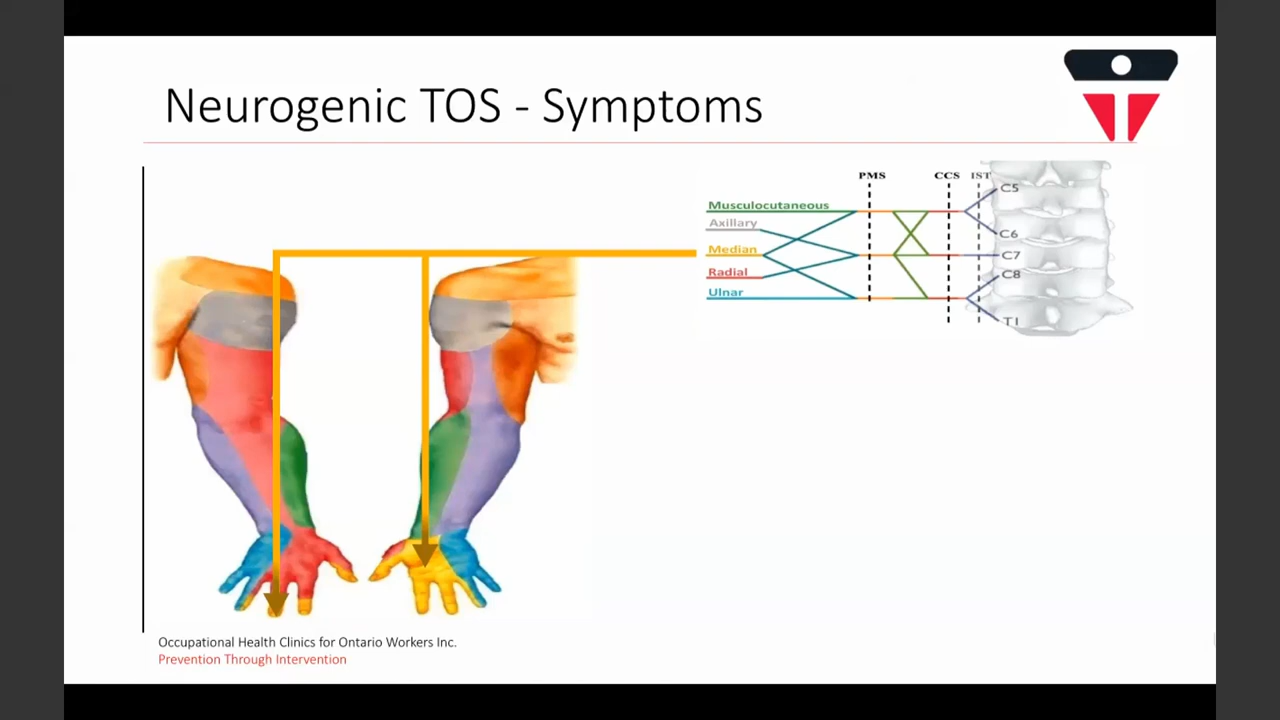 Neurogenic TOS - Symptoms
PMS
CCS
IST
C5
Musculocutaneous
Axillary
C6
Median
C7
Radial
C8
Ulnar
T1
Occupational Health Clinics for Ontario Workers Inc.
Prevention Through Intervention